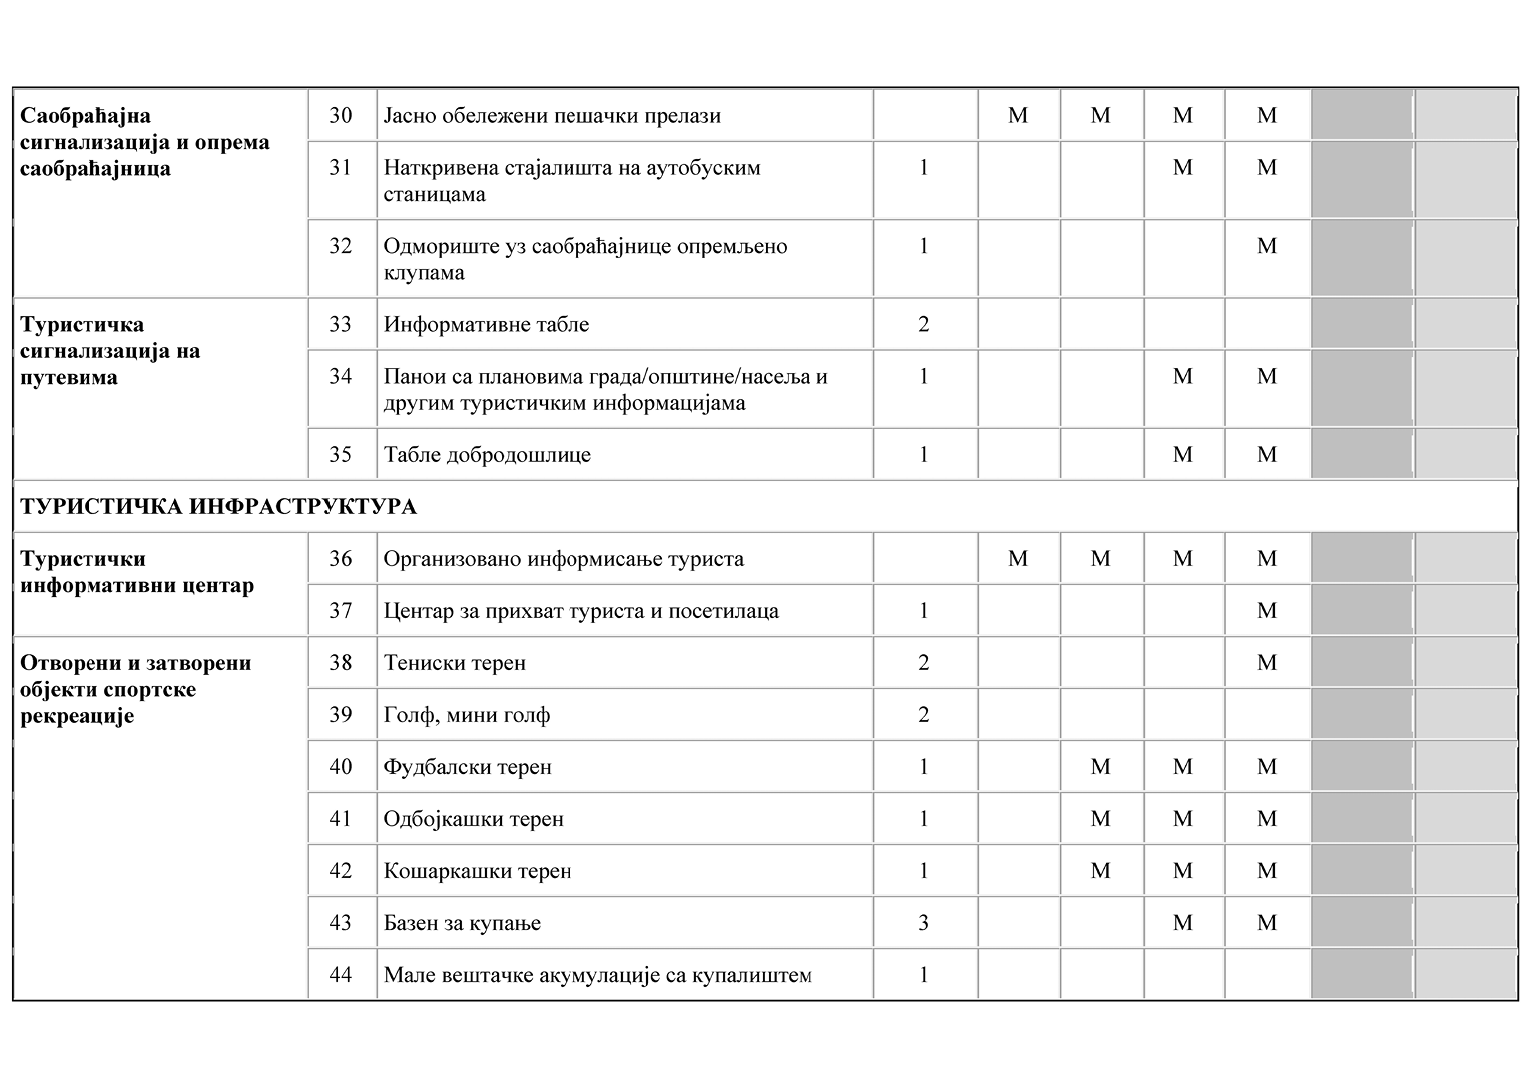 Саобраћајна
сигнализација и опрема
саобраћајница
30 Јасно обележени пешачки прелази M M M M
31 Наткривена стајалишта на аутобуским
станицама 1 M M
32 Одмориште уз саобраћајнице опремљено
клупама 1 M
Туристичка
сигнализација на
путевима
33 Информативне табле 2
34 Панои са плановима града/општине/насеља и
другим туристичким информацијама 1 M M
35 Табле добродошлице 1 M M
ТУРИСТИЧКА ИНФРАСТРУКТУРА
Туристички
информативни центар
36 Организовано информисање туриста M M M M
37 Центар за прихват туриста и посетилаца 1 M
Отворени и затворени
објекти спортске
рекреације
38 Тениски терен 2 M
39 Голф, мини голф 2
40 Фудбалски терен 1 M M M
41 Одбојкашки терен 1 M M M
42 Кошаркашки терен 1 M M M
43 Базен за купање 3 M M
44 Мале вештачке акумулације са купалиштем 1